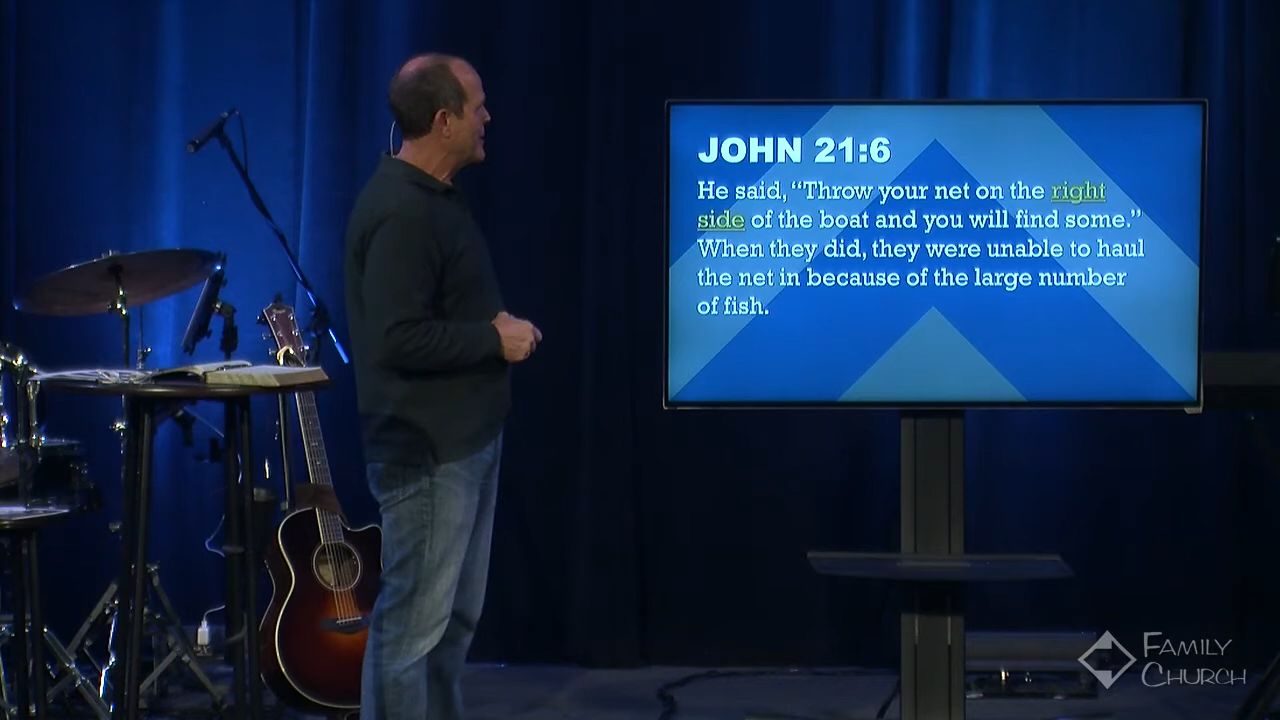 JOHN 21:6
He said, “Throw your net on the right
side of the boat and you will find some.”
When they did, they were unable to haul
the net in because of the large number
of fish.
FAMILY
CHURCH